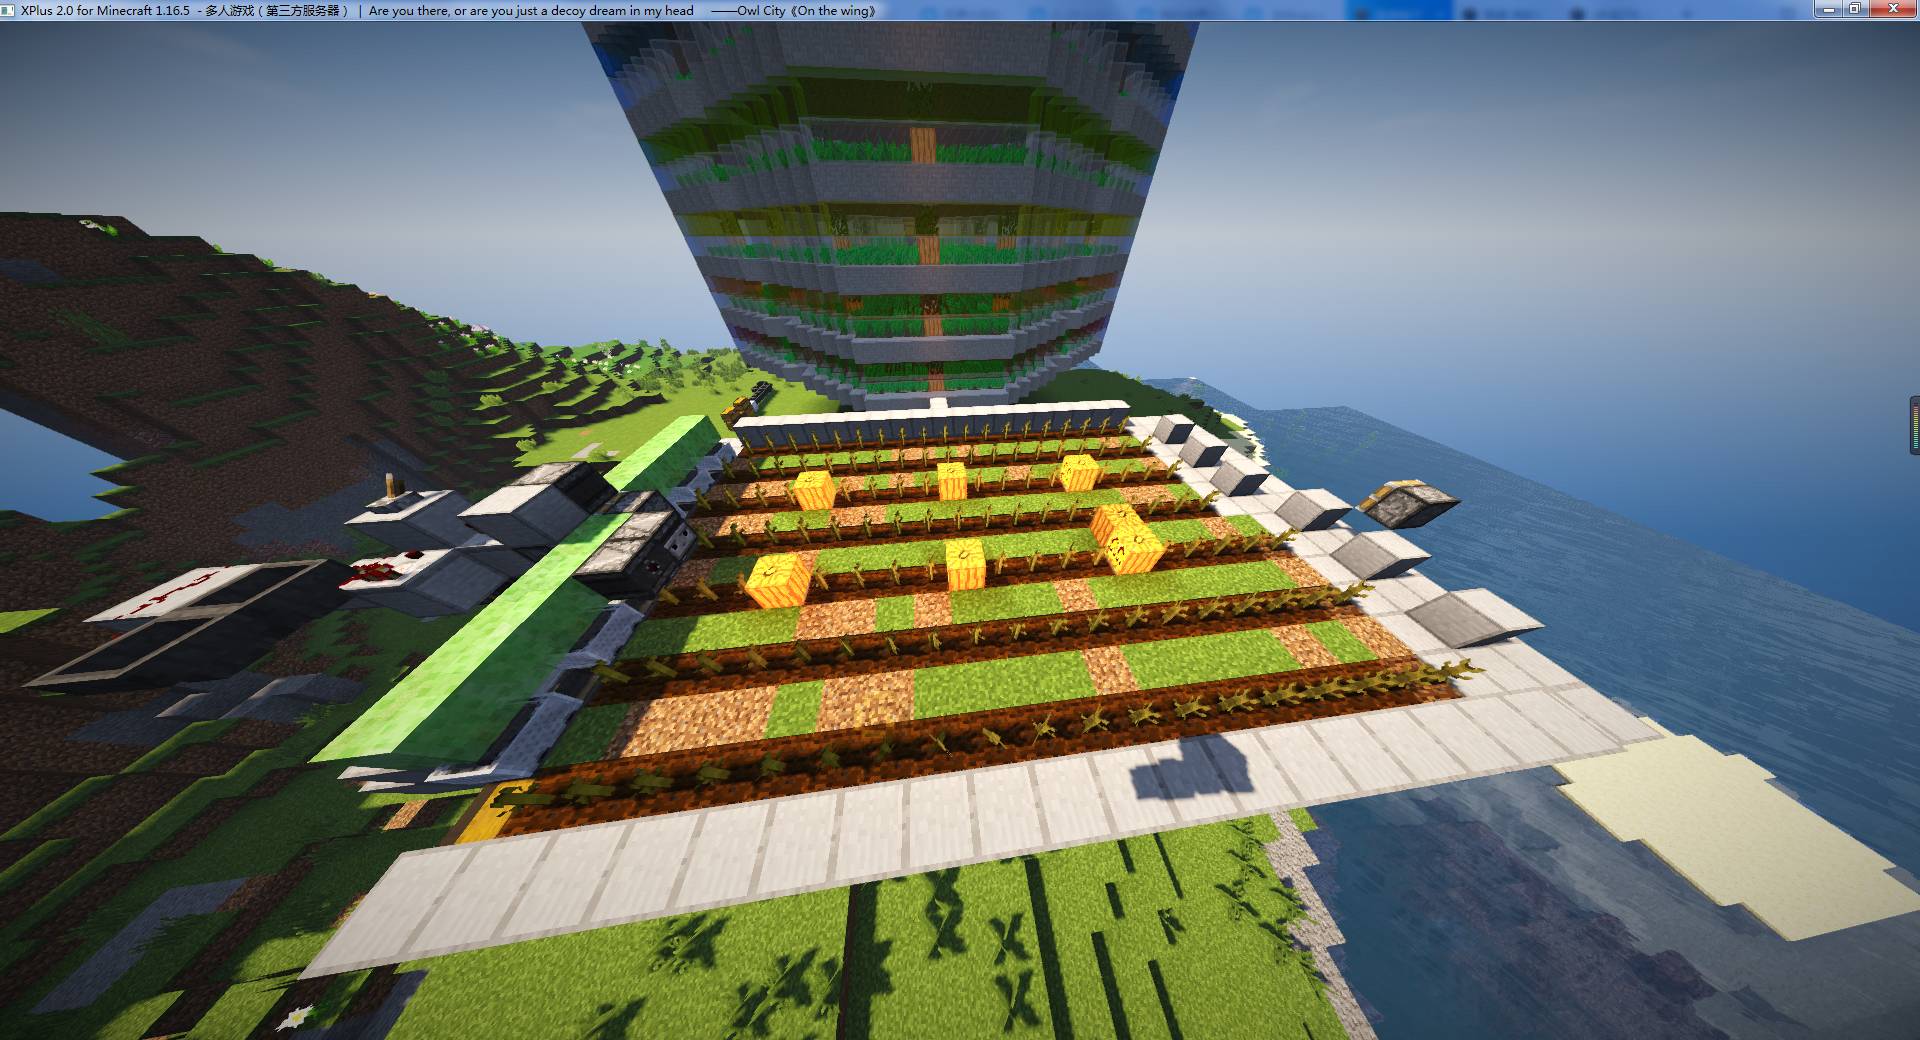 XPlus 2.0 for Minecraft 1.16.5 - 多人游戏（第三方服务器） | Are you there, or are you just a decoy dream in my head ——Owl City《On the wing》